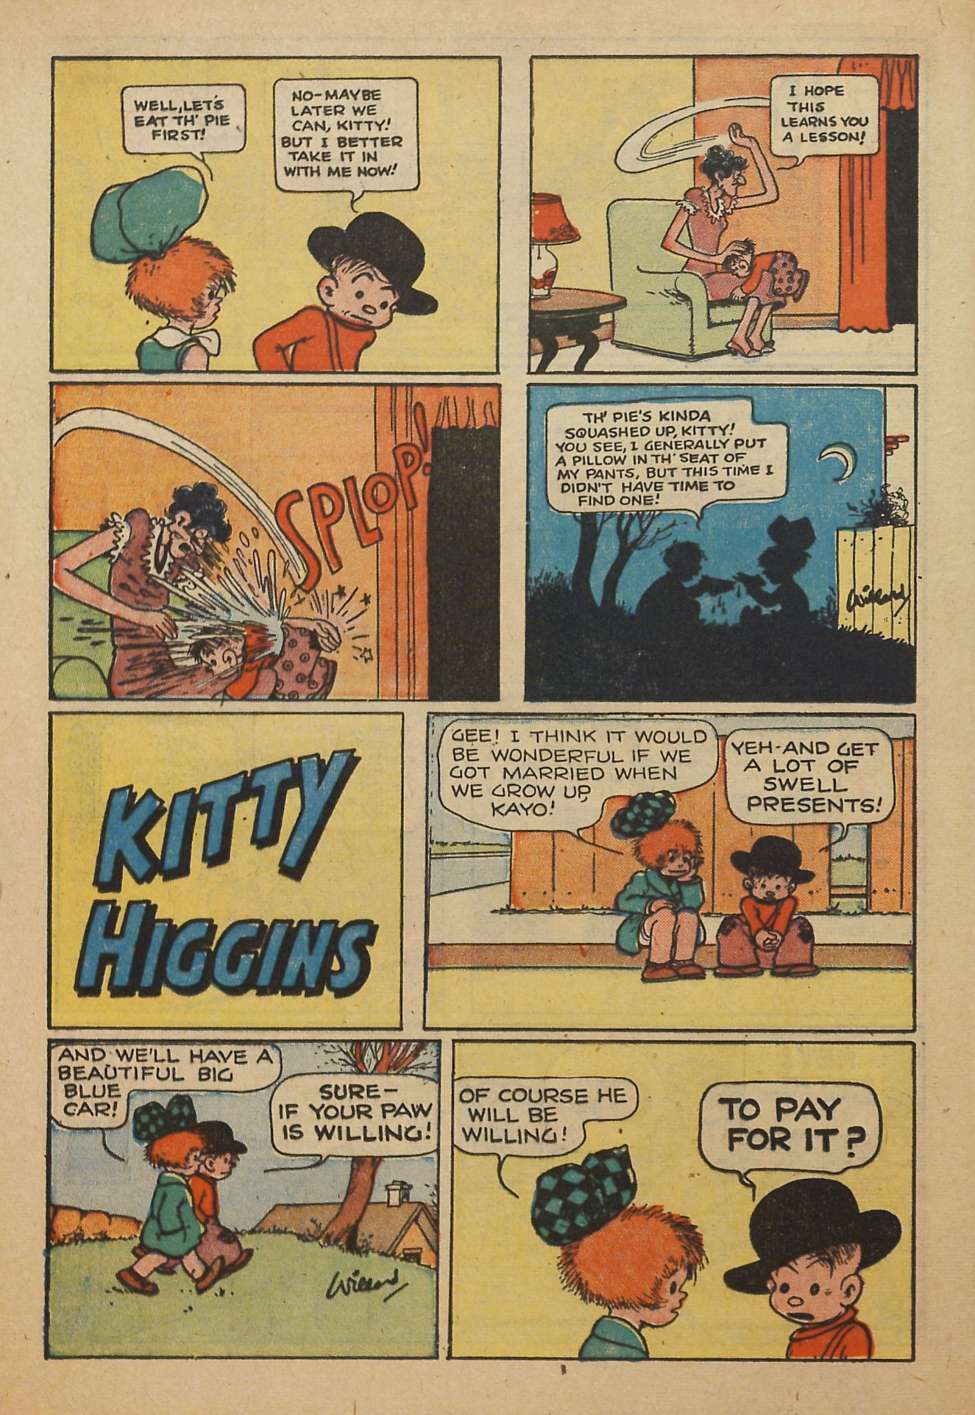 WELL, LET'S
EAT TH' PIE
FIRST!
NO-MAYBE
LATER WE
CAN, KITTY!
BUT I BETTER
TAKE IT IN
WITH ME NOW!
I HOPE
THIS
LEARNS YOU
A LESSON!
SPLOP!
TH' PIE'S KINDA
SQUASHED UP, KITTY!
YOU SEE, I GENERALLY PUT
A PILLOW IN TH' SEAT OF
MY PANTS, BUT THIS TIME I
DIDN'T HAVE TIME TO
FIND ONE!
Willard
KITTY
HIGGINS
GEE! I THINK IT WOULD
BE WONDERFUL IF WE
GOT MARRIED WHEN
WE GROW UP,
KAYO!
YEH-AND GET
A LOT OF
SWELL
PRESENTS!
AND WE'LL HAVE A
BEAUTIFUL BIG
BLUE
CAR!
SURE-
IF YOUR PAW
IS WILLING!
Willard
OF COURSE HE
WILL BE
WILLING!
TO PAY
FOR IT?